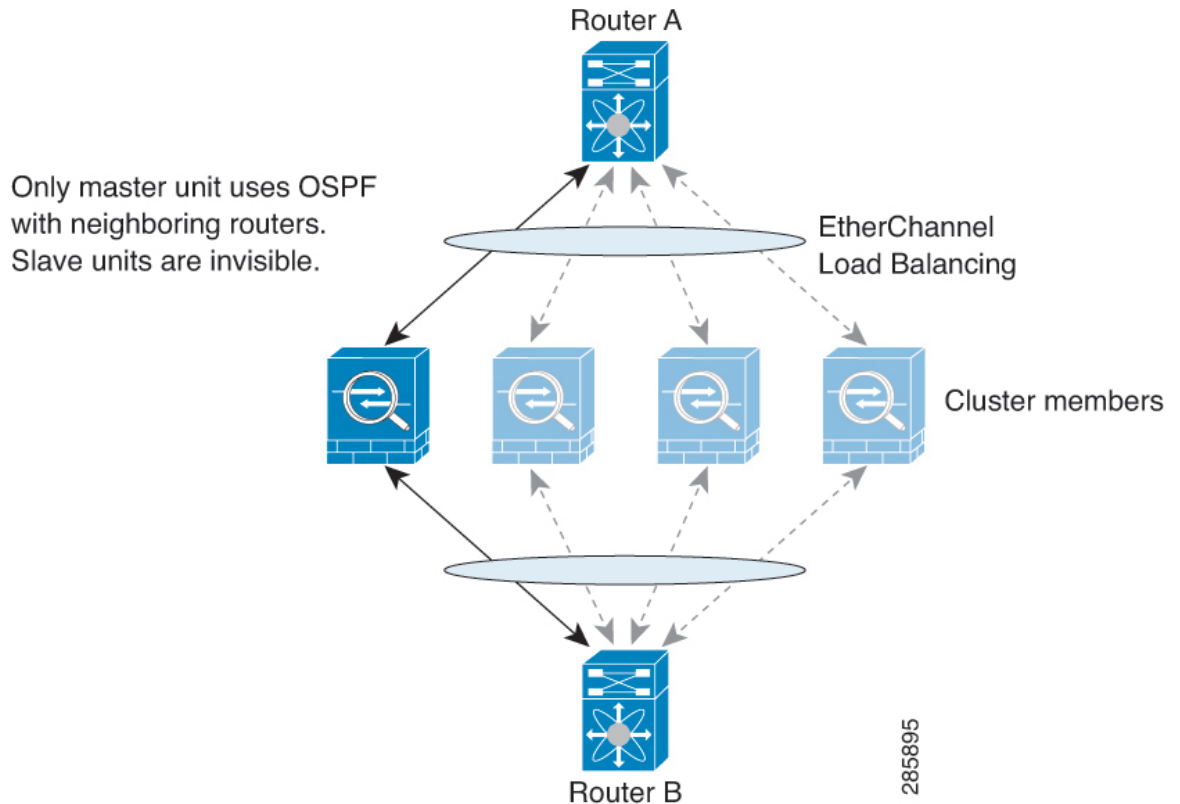 Router A
Only master unit uses OSPF
with neighboring routers.
Slave units are invisible.
EtherChannel
Load Balancing
Cluster members
Router B
285895